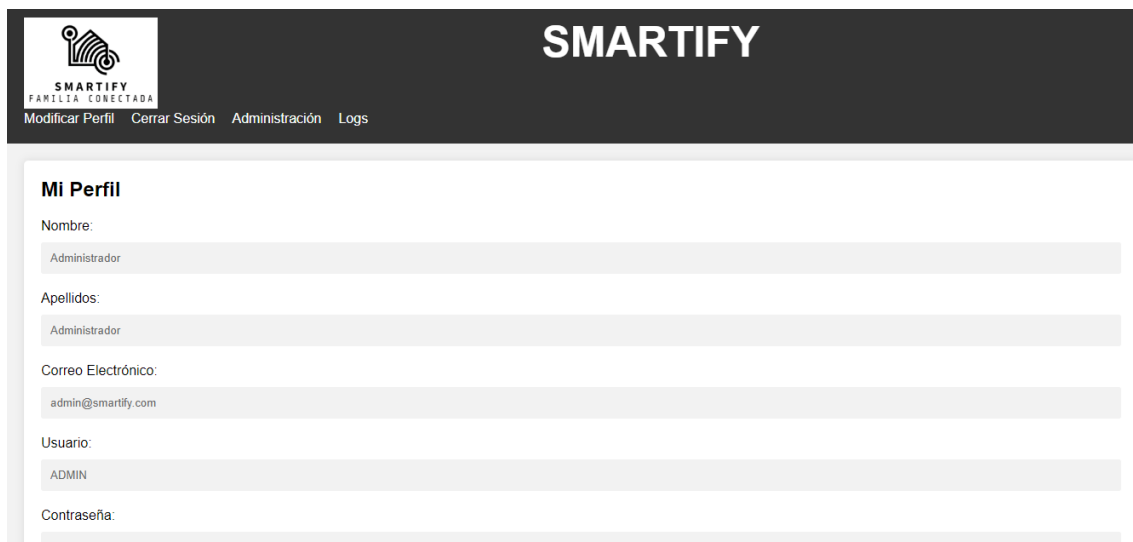 SMARTIFY
SMARTIFY
FAMILIA CONECTADA
Modificar Perfil Cerrar Sesión Administración Logs
Mi Perfil
Nombre:
Administrador
Apellidos:
Administrador
Correo Electrónico:
admin@smartify.com
Usuario:
ADMIN
Contraseña: